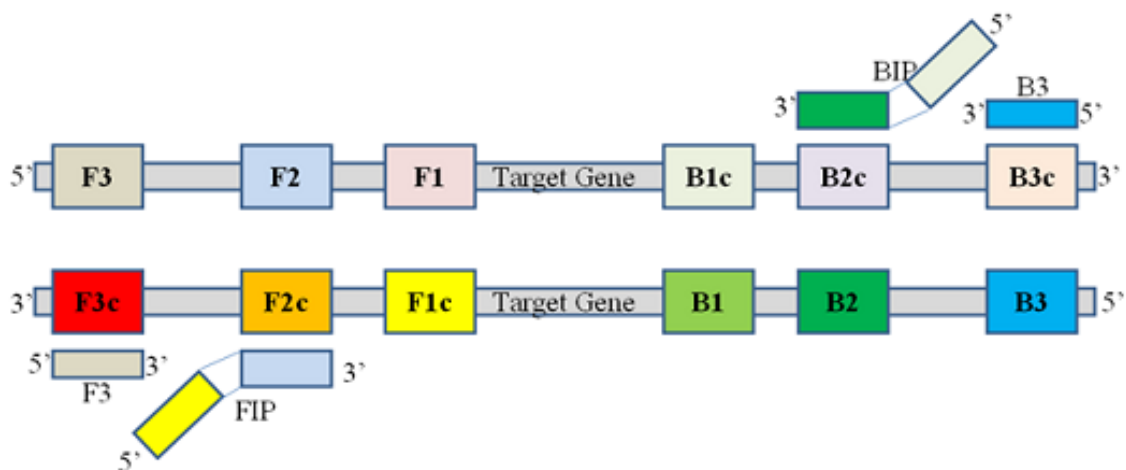 5’
BIP
3’
B3
3’
5’
5’
F3
F2
F1
Target Gene
B1c
B2c
B3c
3’
3’
F3c
F2c
F1c
Target Gene
B1
B2
B3
5’
5’
3’
F3
3’
FIP
5’